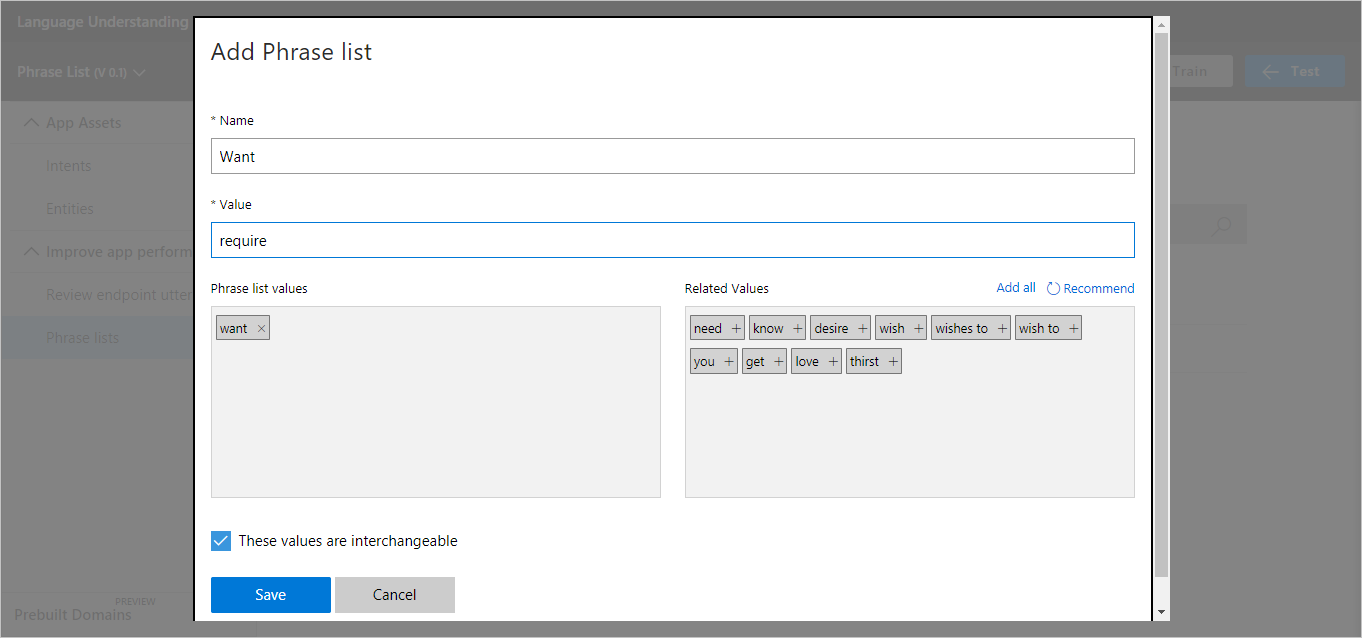 Language Understanding
Phrase List (V 0.1)
Train
Test
App Assets
Intents
Entities
Improve app perform
Review endpoint utter
Phrase lists
PREVIEW
Prebuilt Domains
Add Phrase list
* Name
Want
* Value
require
Phrase list values
want ×
Related Values Add all Recommend
need + know + desire + wish + wishes to + wish to +
you + get + love + thirst +
These values are interchangeable
Save Cancel